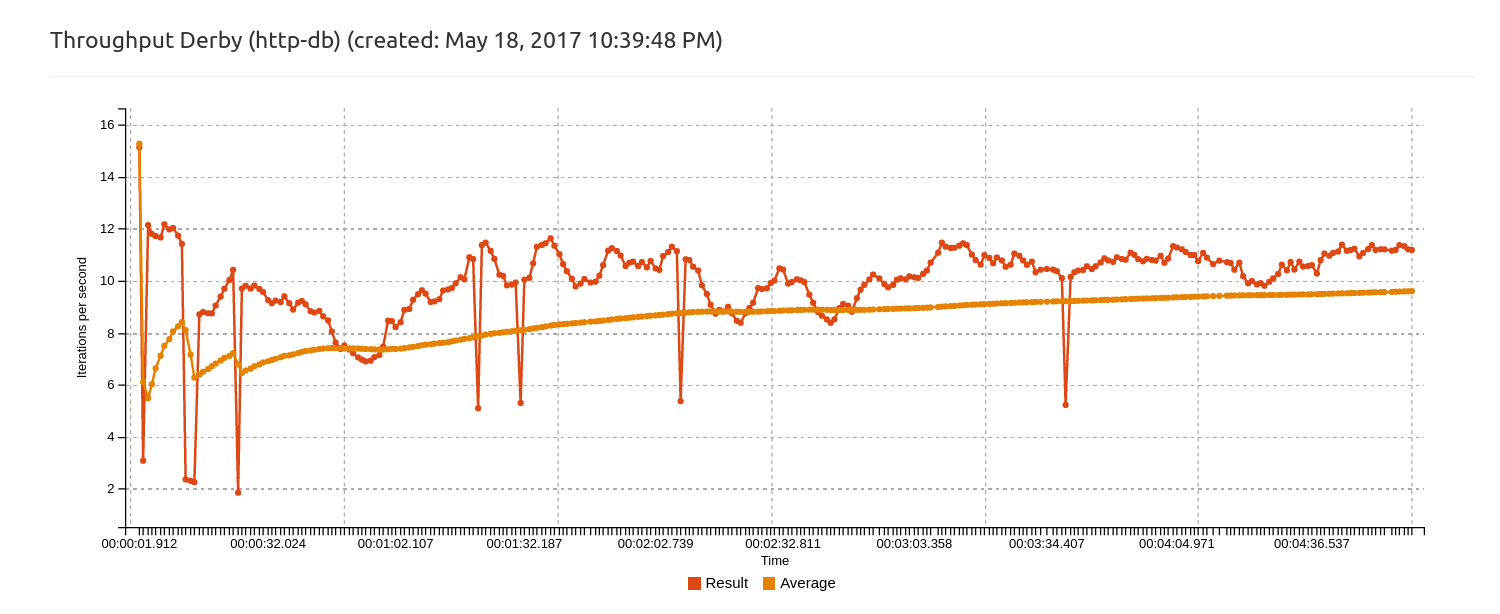 Throughput Derby (http-db) (created: May 18, 2017 10:39:48 PM)
16
14
12
10
8
6
4
2
Iterations per second
00:00:01.912 00:00:32.024 00:01:02.107 00:01:32.187 00:02:02.739 00:02:32.811 00:03:03.358 00:03:34.407 00:04:04.971 00:04:36.537
Time
Result Average